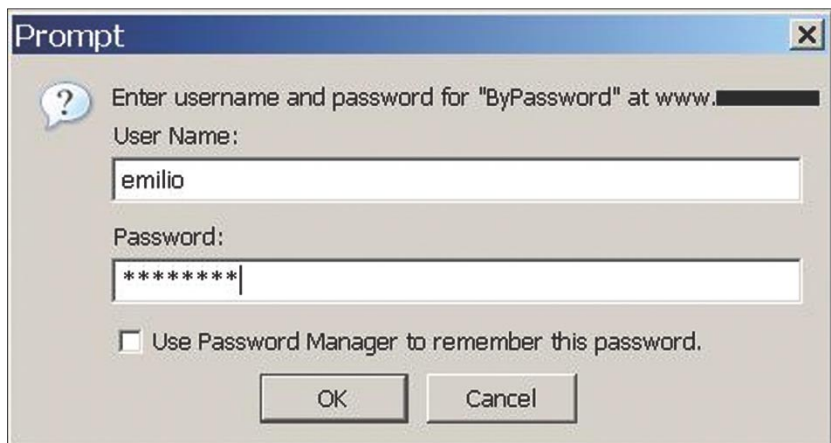 Prompt
Enter username and password for "ByPassword" at www.
User Name:
emilio
Password:
********
Use Password Manager to remember this password.
OK
Cancel